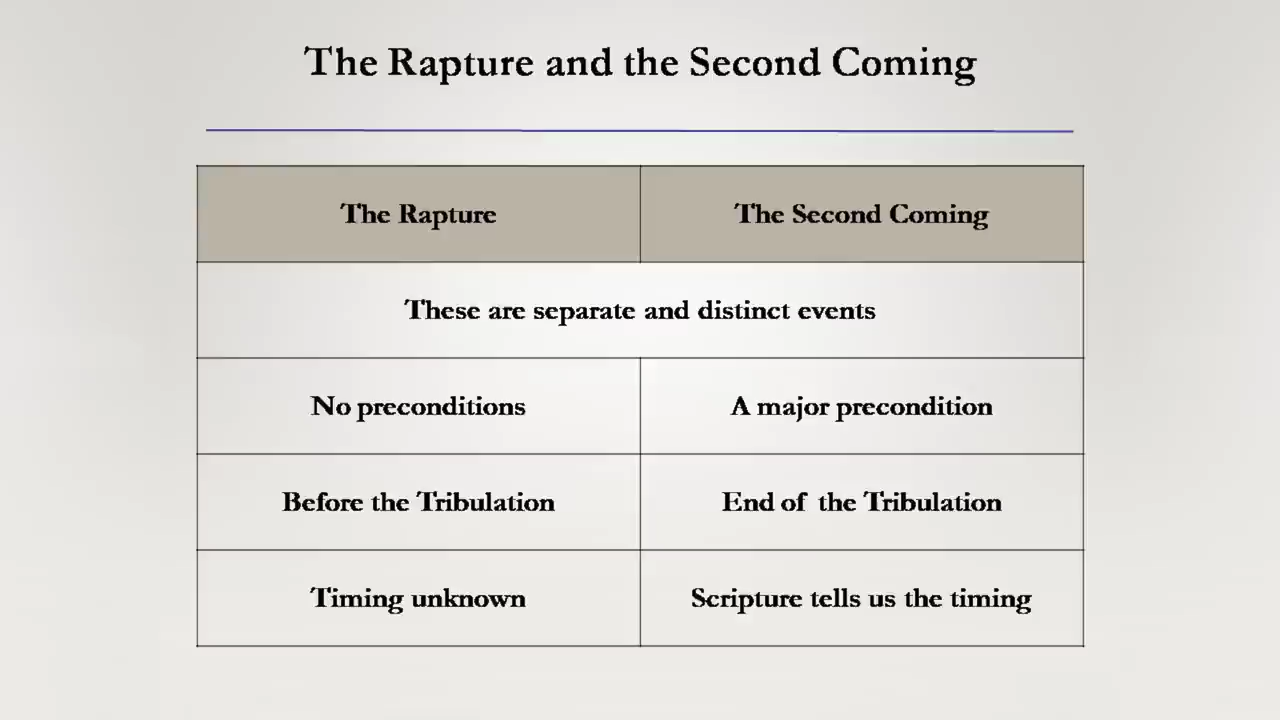 The Rapture and the Second Coming
The Rapture
The Second Coming
These are separate and distinct events
No preconditions
A major precondition
Before the Tribulation
End of the Tribulation
Timing unknown
Scripture tells us the timing